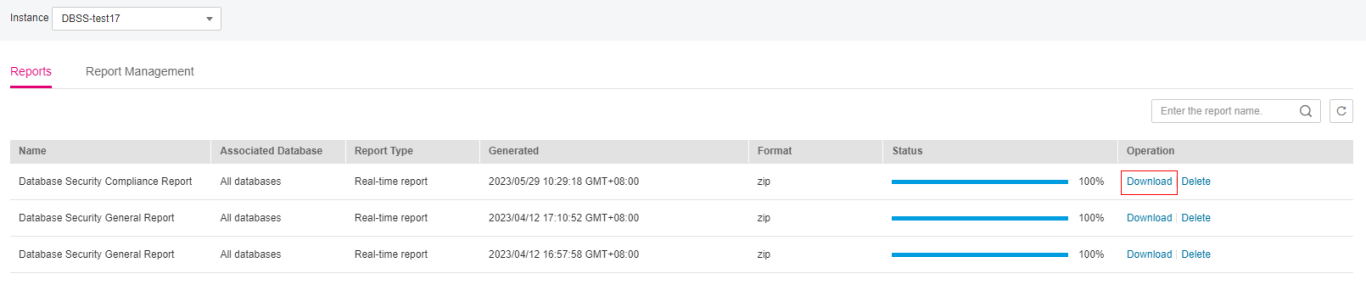 Instance DBSS-test17
Reports Report Management
Enter the report name.
Name Associated Database Report Type Generated Format Status Operation
Database Security Compliance Report All databases Real-time report 2023/05/29 10:29:18 GMT+08:00 zip 100% Download Delete
Database Security General Report All databases Real-time report 2023/04/12 17:10:52 GMT+08:00 zip 100% Download Delete
Database Security General Report All databases Real-time report 2023/04/12 16:57:58 GMT+08:00 zip 100% Download Delete